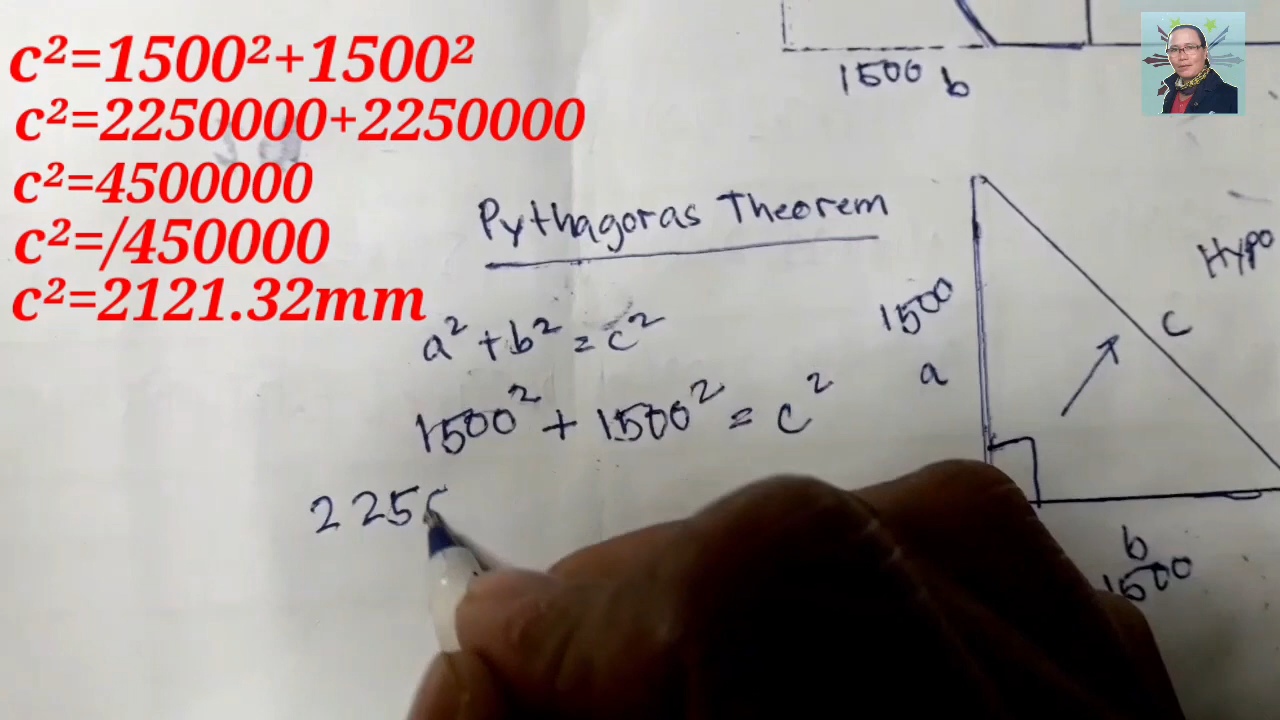 c²=1500²+1500²
c²=2250000+2250000
c²=4500000
c²=/450000
c²=2121.32mm
1500 b
Pythagoras Theorem
a² + b² = c²
1500² + 1500² = c²
225
1500
a
c
Hypo
b
1500